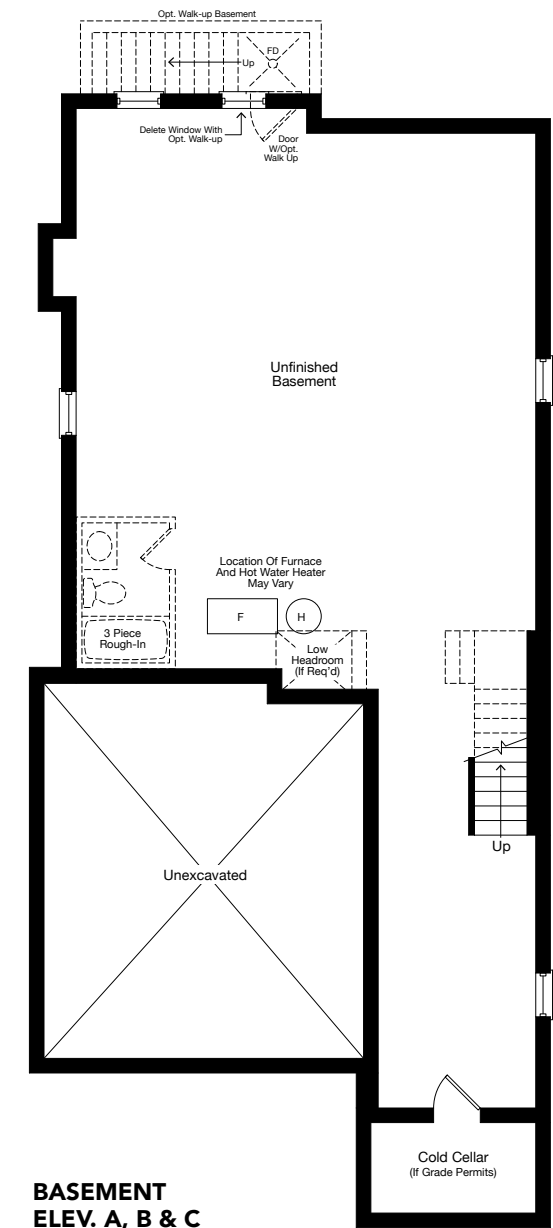 Opt. Walk-up Basement
FD
Up
Delete Window With
Opt. Walk-up
Door
W/Opt.
Walk Up
Unfinished
Basement
Location Of Furnace
And Hot Water Heater
May Vary
F
H
3 Piece
Rough-In
Low
Headroom
(If Req'd)
Up
Unexcavated
Cold Cellar
(If Grade Permits)
BASEMENT
ELEV. A, B & C